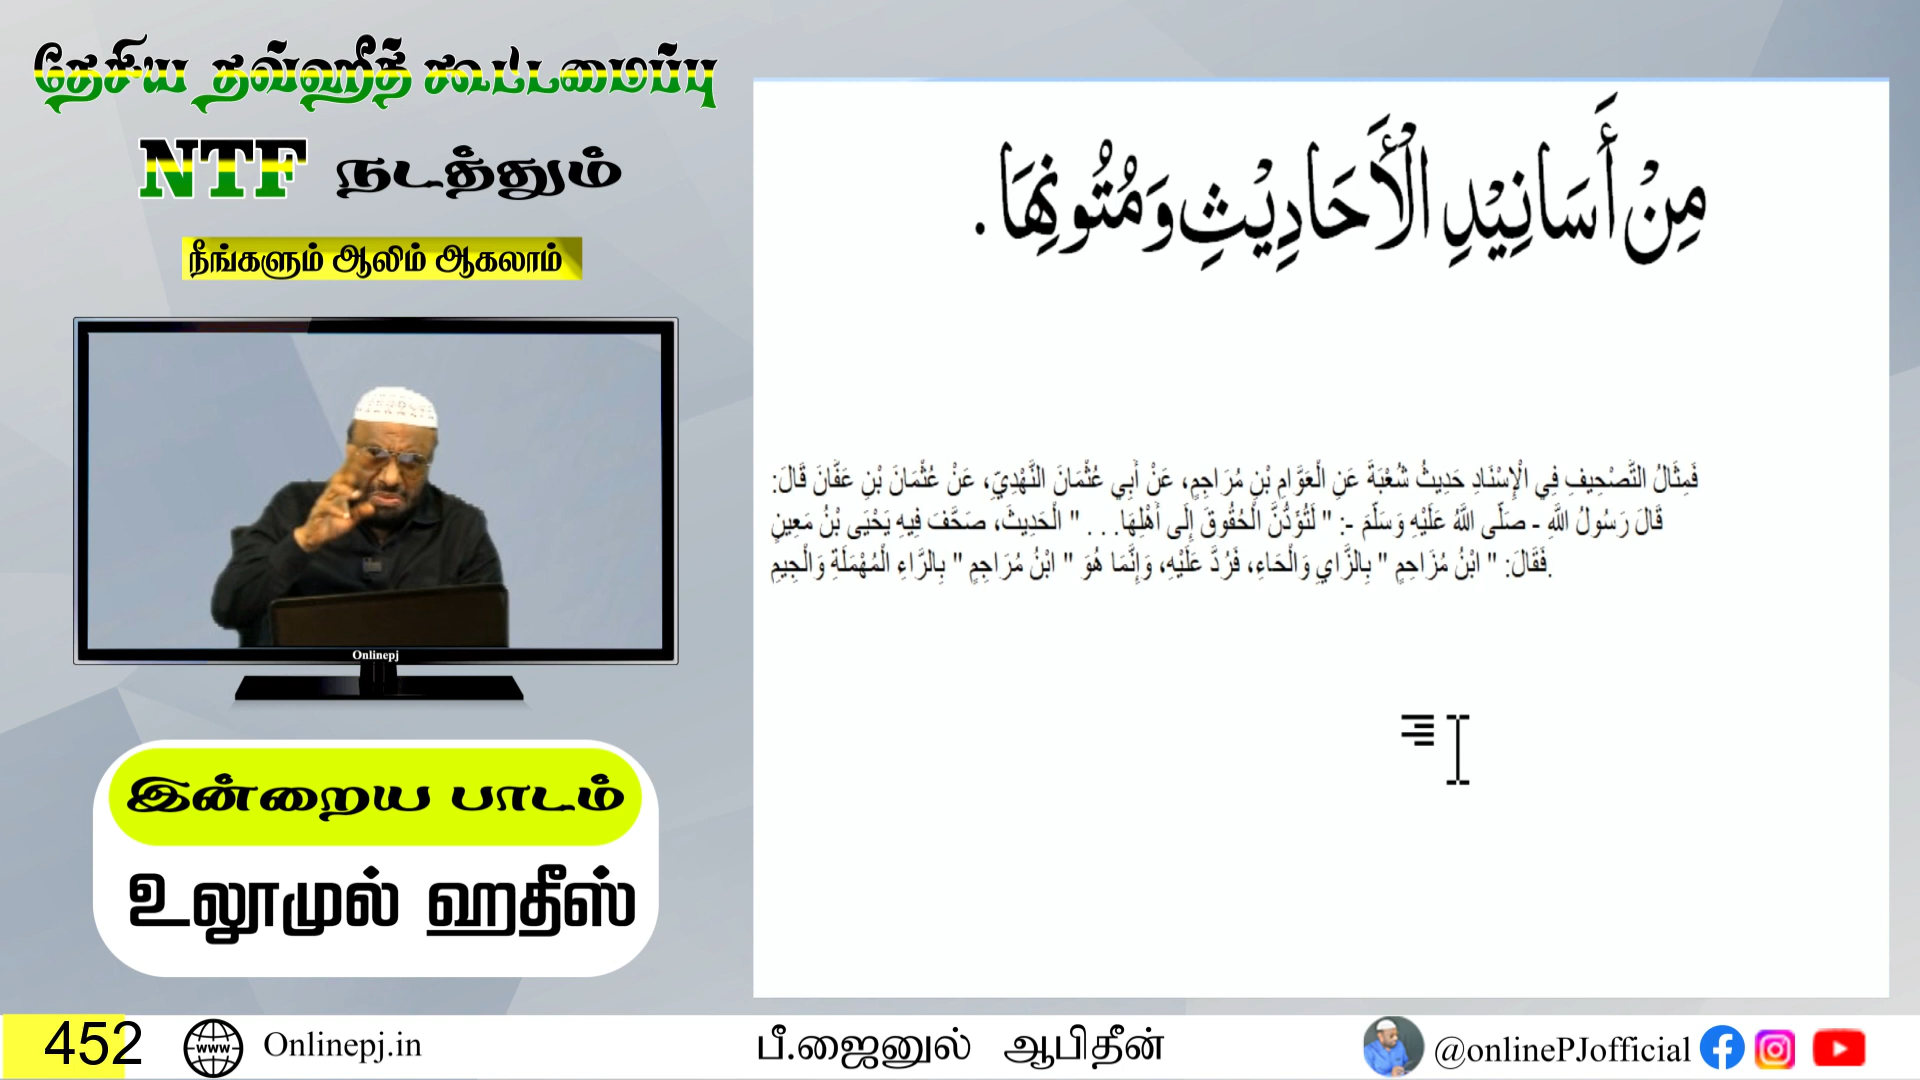 தேசிய தவ்ஹீத் கூட்டமைப்பு
NTF நடத்தும்
நீங்களும் ஆலிம் ஆகலாம்
Onlinepj
இன்றைய பாடம்
உலூமுல் ஹதீஸ்
مِنْ أَسَانِيْدِ الْأَحَادِيْثِ وَمُتُونِهَا .
فَمِثَالُ التَّصْحِيفِ فِي الْإِسْنَادِ حَدِيثُ شُعْبَةَ عَنِ الْعَوَّامِ بْنِ مُرَاجِمٍ، عَنْ أَبِي عُثْمَانَ النَّهْدِيِّ، عَنْ عُثْمَانَ بْنِ عَفَّانَ قَالَ:
قَالَ رَسُولُ اللَّهِ - صَلَّى اللَّهُ عَلَيْهِ وَسَلَّمَ -: " لَتُؤَدُّنَّ الْحُقُوقَ إِلَى أَهْلِهَا. . . " الْحَدِيثَ، صَحَّفَ فِيهِ يَحْيَى بْنُ مَعِينٍ
فَقَالَ: " ابْنُ مُزَاحِمٍ " بِالزَّايِ وَالْحَاءِ، فَرُدَّ عَلَيْهِ، وَإِنَّمَا هُوَ " ابْنُ مُرَاجِمٍ " بِالرَّاءِ الْمُهْمَلَةِ وَالْجِيمِ.
452 www Onlinepj.in பீ.ஜைனுல் ஆபிதீன் @onlinePJofficial